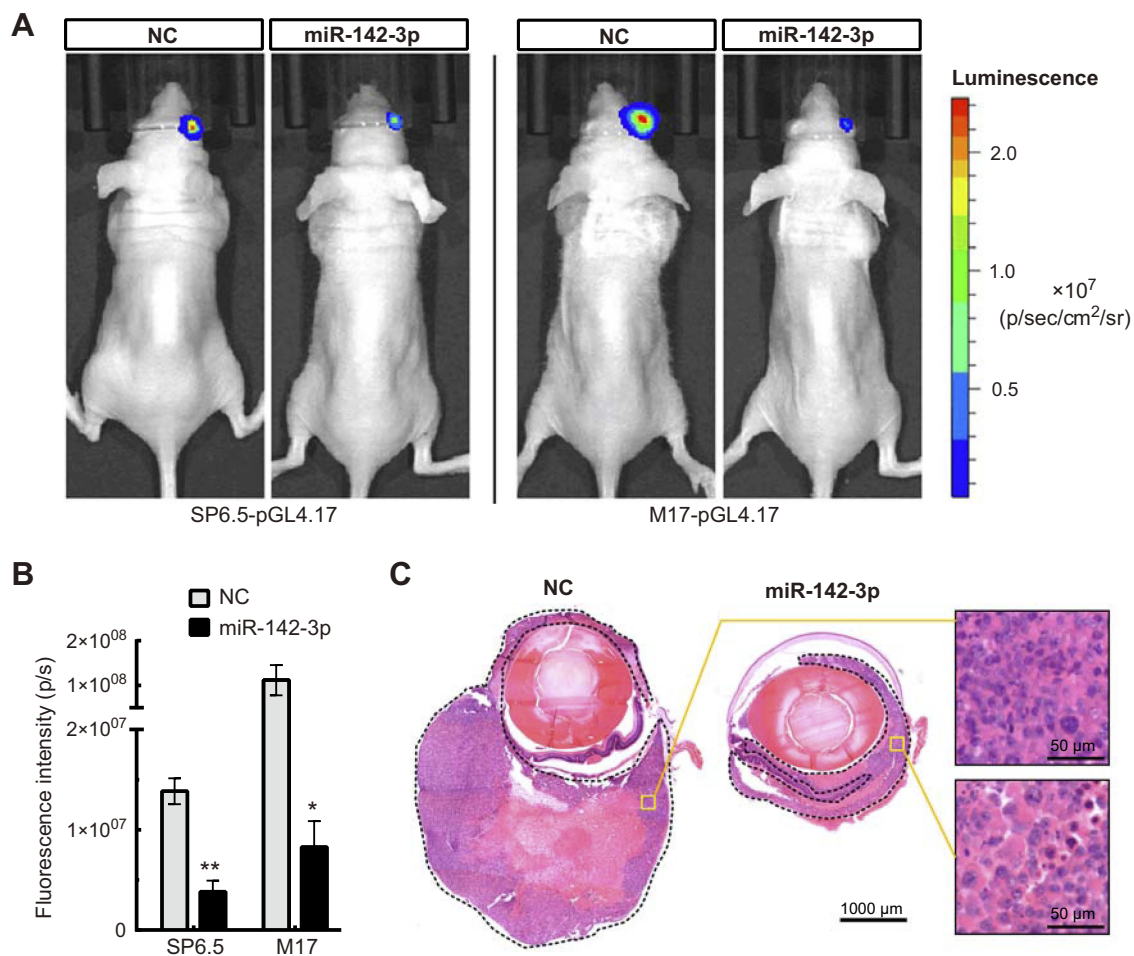 A
NC
miR-142-3p
NC
miR-142-3p
SP6.5-pGL4.17
M17-pGL4.17
Luminescence
2.0
1.0
0.5
×10⁷
(p/sec/cm²/sr)
B
NC
miR-142-3p
Fluorescence intensity (p/s)
2×10⁰⁸
1×10⁰⁸
2×10⁰⁷
1×10⁰⁷
0
**
*
SP6.5
M17
C
NC
miR-142-3p
1000 µm
50 µm
50 µm